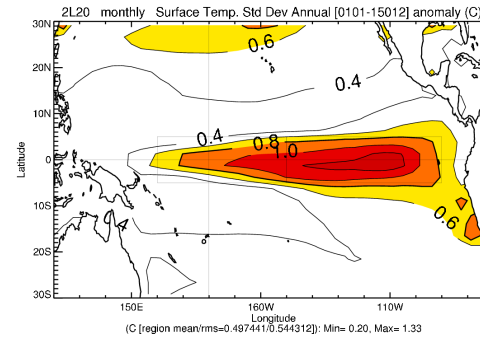 2L20 monthly Surface Temp. Std Dev Annual [0101-15012] anomaly (C)
30N
0.6
20N
0.4
10N
0.4
0.8
1.0
Latitude
0
10S
0.6
0.4
20S
30S
150E 160W 110W
Longitude
(C [region mean/rms=0.497441/0.544312]): Min= 0.20, Max= 1.33